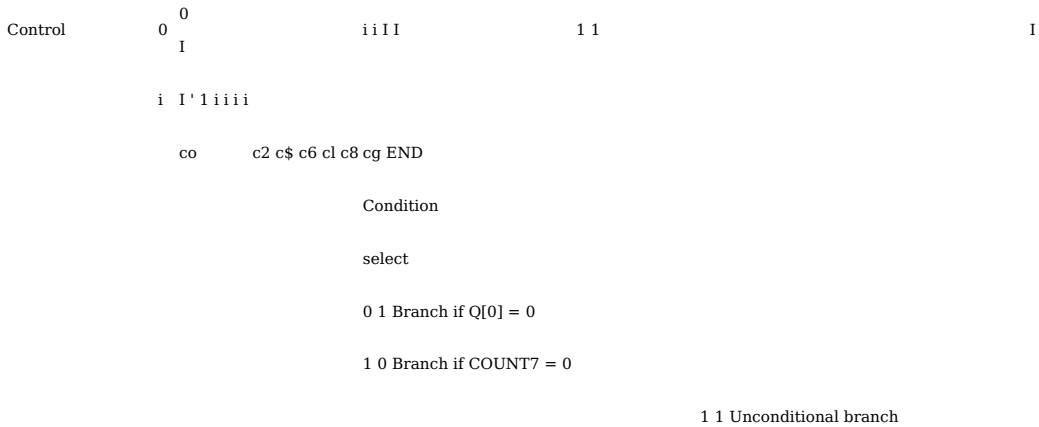 0
Control 0 i i I I 1 1 I
I
i I ' 1 i i i i
co c2 c$ c6 cl c8 cg END
Condition
select
0 1 Branch if Q[0] = 0
1 0 Branch if COUNT7 = 0
1 1 Unconditional branch